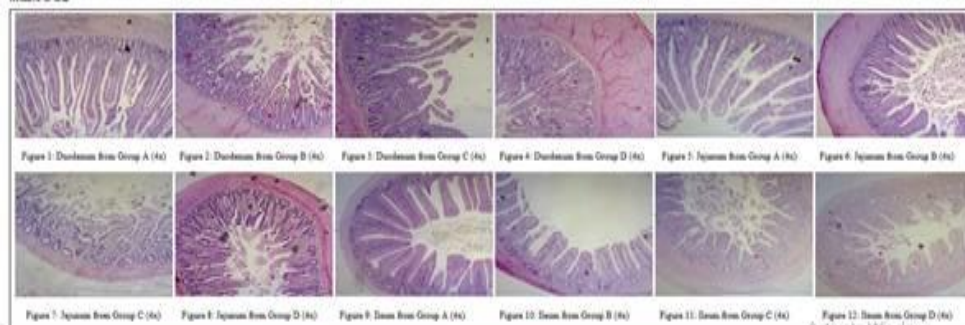 Figure 1: Duodenum from Group A (4x)
Figure 2: Duodenum from Group B (4x)
Figure 3: Duodenum from Group C (4x)
Figure 4: Duodenum from Group D (4x)
Figure 5: Jejunum from Group A (4x)
Figure 6: Jejunum from Group B (4x)
Figure 7: Jejunum from Group C (4x)
Figure 8: Jejunum from Group D (4x)
Figure 9: Ileum from Group A (4x)
Figure 10: Ileum from Group B (4x)
Figure 11: Ileum from Group C (4x)
Figure 12: Ileum from Group D (4x)